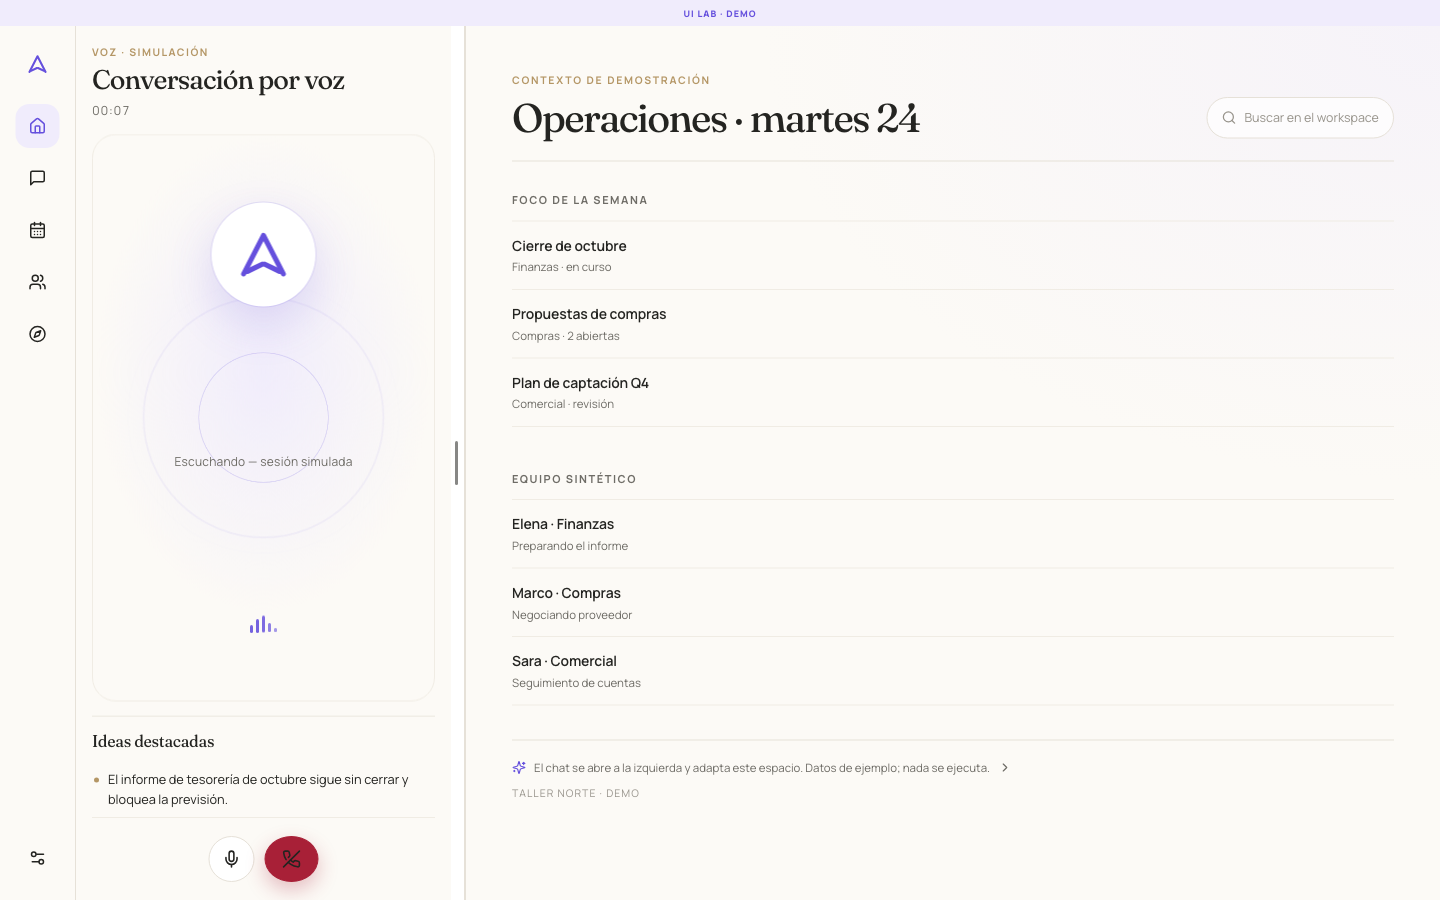 UI LAB · DEMO
VOZ · SIMULACIÓN
Conversación por voz
00:07
Escuchando — sesión simulada
Ideas destacadas
El informe de tesorería de octubre sigue sin cerrar y
bloquea la previsión.
CONTEXTO DE DEMOSTRACIÓN
Operaciones · martes 24
Buscar en el workspace
FOCO DE LA SEMANA
Cierre de octubre
Finanzas · en curso
Propuestas de compras
Compras · 2 abiertas
Plan de captación Q4
Comercial · revisión
EQUIPO SINTÉTICO
Elena · Finanzas
Preparando el informe
Marco · Compras
Negociando proveedor
Sara · Comercial
Seguimiento de cuentas
El chat se abre a la izquierda y adapta este espacio. Datos de ejemplo; nada se ejecuta.
TALLER NORTE · DEMO